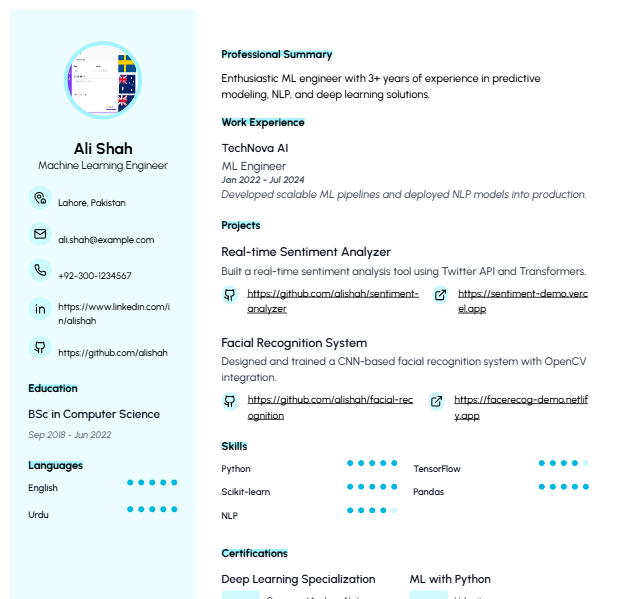 Ali Shah
Machine Learning Engineer
Lahore, Pakistan
ali.shah@example.com
+92-300-1234567
https://www.linkedin.com/i
n/alishah
https://github.com/alishah
Education
BSc in Computer Science
Sep 2018 - Jun 2022
Languages
English
Urdu
Professional Summary
Enthusiastic ML engineer with 3+ years of experience in predictive
modeling, NLP, and deep learning solutions.
Work Experience
TechNova AI
ML Engineer
Jan 2022 - Jul 2024
Developed scalable ML pipelines and deployed NLP models into production.
Projects
Real-time Sentiment Analyzer
Built a real-time sentiment analysis tool using Twitter API and Transformers.
https://github.com/alishah/sentiment-
analyzer
https://sentiment-demo.verc
el.app
Facial Recognition System
Designed and trained a CNN-based facial recognition system with OpenCV
integration.
https://github.com/alishah/facial-rec
ognition
https://facerecog-demo.netlif
y.app
Skills
Python
TensorFlow
Scikit-learn
Pandas
NLP
Certifications
Deep Learning Specialization
ML with Python